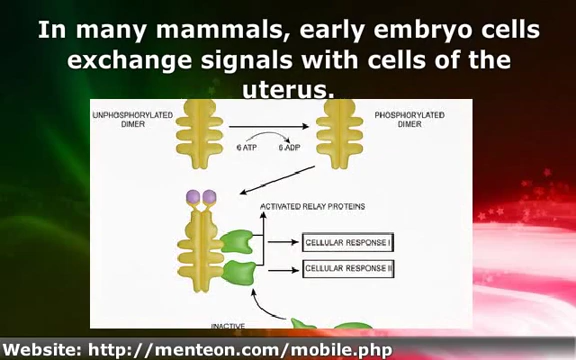 In many mammals, early embryo cells
exchange signals with cells of the
uterus.
UNPHOSPHORYLATED
DIMER
PHOSPHORYLATED
DIMER
6 ATP 6 ADP
ACTIVATED RELAY PROTEINS
CELLULAR RESPONSE I
CELLULAR RESPONSE II
INACTIVE
Website: http://menteon.com/mobile.php